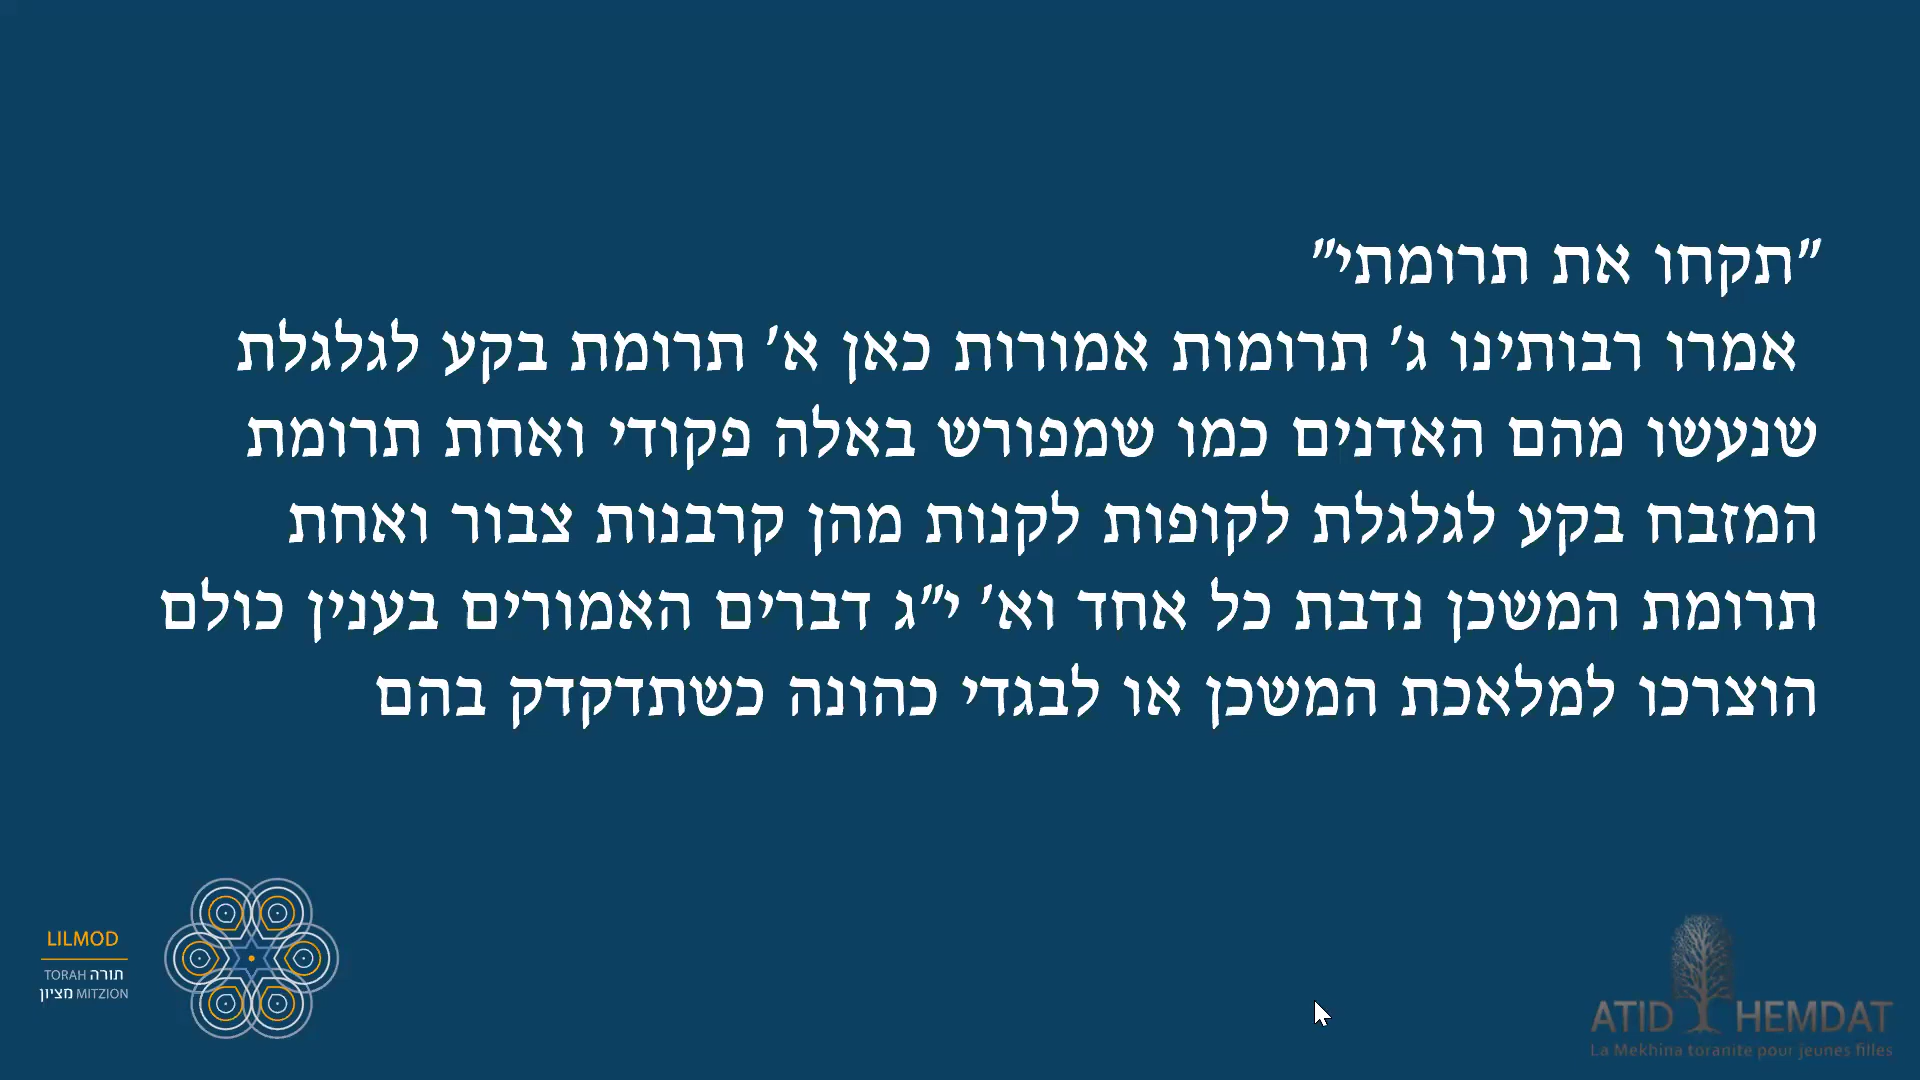 "תקחו את תרומתי"
אמרו רבותינו ג' תרומות אמורות כאן א' תרומת בקע לגלגלת
שנעשו מהם האדנים כמו שמפורש באלה פקודי ואחת תרומת
המזבח בקע לגלגלת לקופות לקנות מהן קרבנות צבור ואחת
תרומת המשכן נדבת כל אחד וא' י"ג דברים האמורים בענין כולם
הוצרכו למלאכת המשכן או לבגדי כהונה כשתדקדק בהם
LILMOD
TORAH תורה
מציון MITZION
ATID HEMDAT
La Mekhina toranite pour jeunes filles